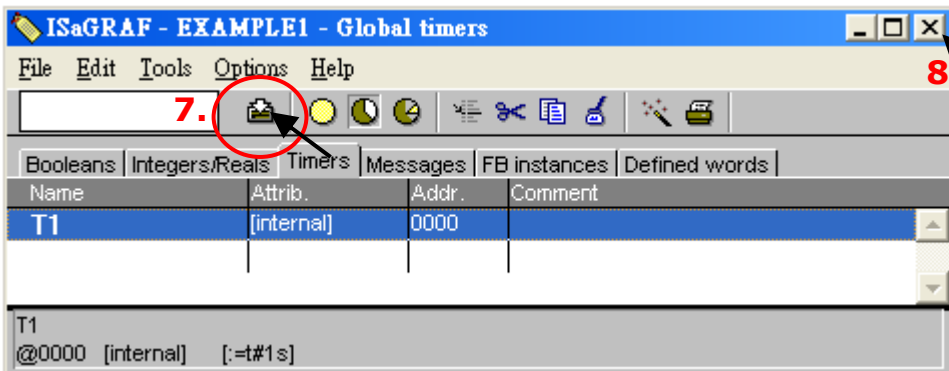 ISaGRAF - EXAMPLE1 - Global timers
File Edit Tools Options Help
8
7.
Booleans Integers/Reals Timers Messages FB instances Defined words
Name Attrib. Addr. Comment
T1 [internal] 0000
T1
@0000 [internal] [:=t#1s]